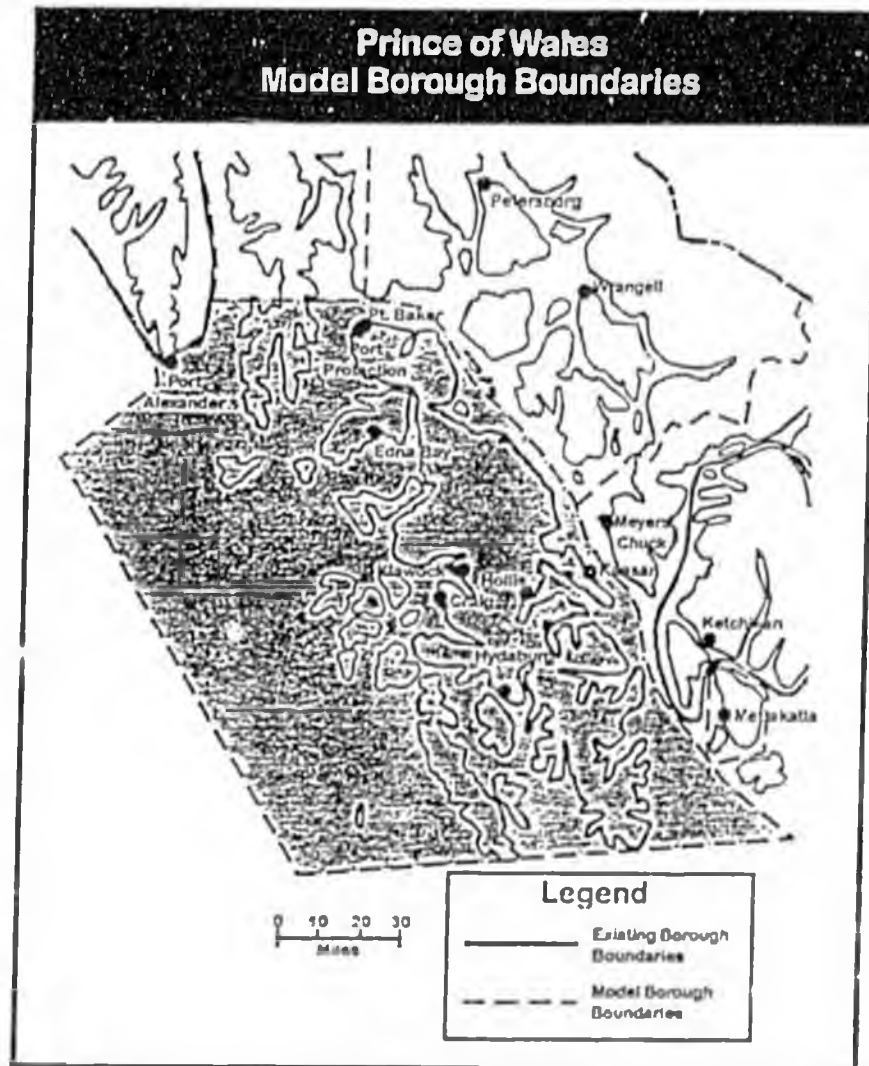 Prince of Wales
Model Borough Boundaries
Petersburg
Wrangell
Pt. Baker
Port
Protection
Port
Alexander
Edna Bay
Meyers
Chuck
Kasaan
Klawock
Hollis
Craig
Ketchikan
Hydaburg
Metlakatla
0 10 20 30
Miles
Legend
Existing Borough
Boundaries
Model Borough
Boundaries